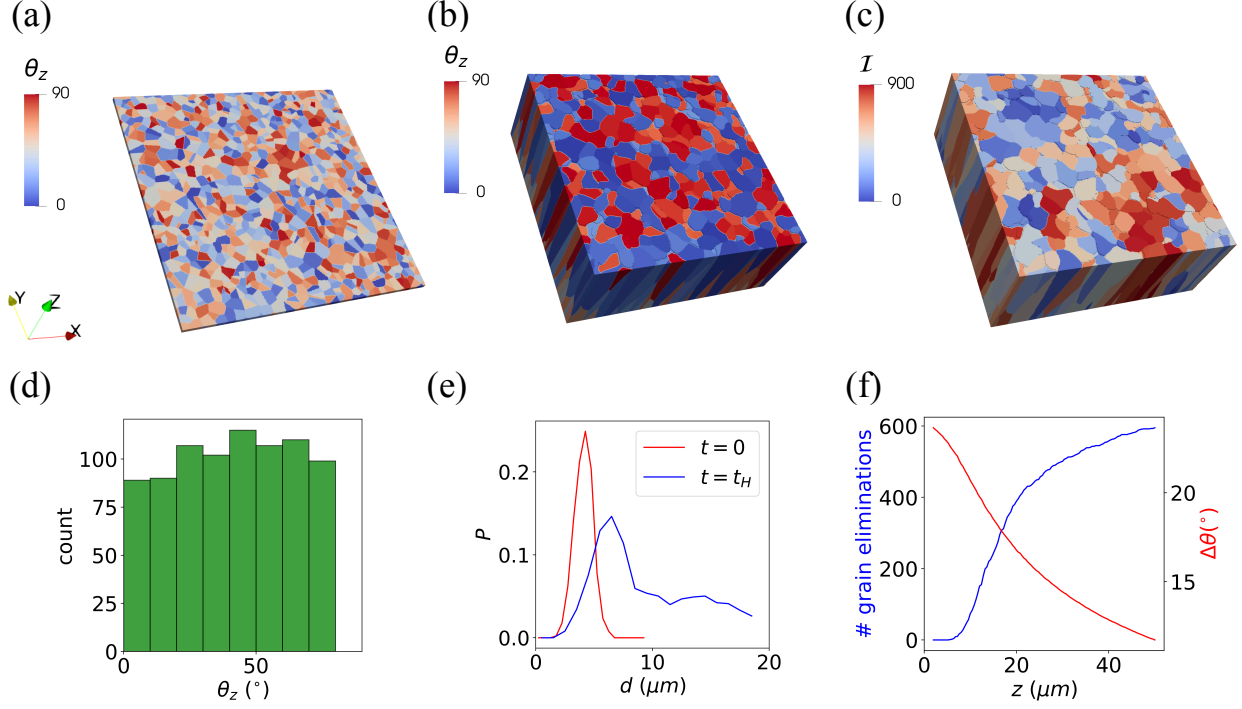 (a)
θz
90
0
Y
Z
X
(b)
θz
90
0
(c)
I
900
0
(d)
count
100
75
50
25
0
0
50
θz (°)
(e)
P
0.2
0.1
0.0
t = 0
t = tH
0
10
20
d (μm)
(f)
# grain eliminations
600
400
200
0
20
15
Δθ(°)
20
40
0
z (μm)